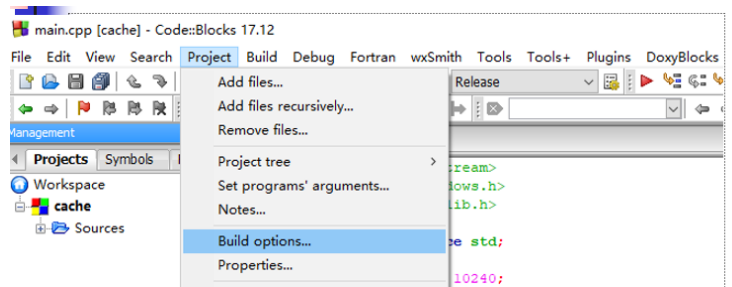 main.cpp [cache] - Code::Blocks 17.12
File Edit View Search Project Build Debug Fortran wxSmith Tools Tools+ Plugins DoxyBlocks
Add files...
Release
Add files recursively...
Management
Remove files...
Projects Symbols
Project tree
tream>
Workspace
Set programs' arguments...
dows.h>
cache
Notes...
lib.h>
Sources
Build options...
ce std;
Properties...
10240;